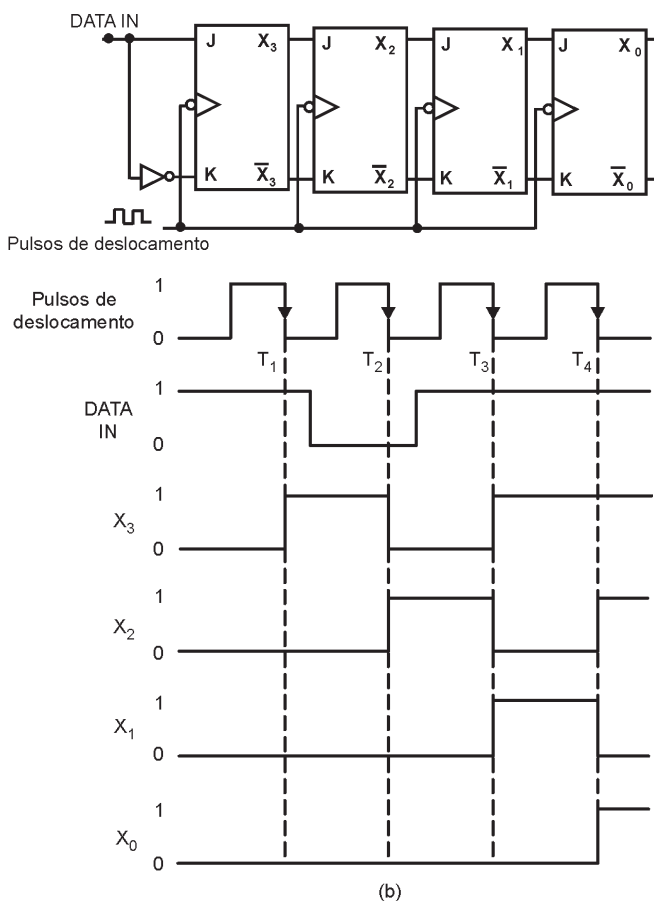 DATA IN
J X₃ J X₂ J X₁ J X₀
K X̅₃ K X̅₂ K X̅₁ K X̅₀
Pulsos de deslocamento
Pulsos de
deslocamento
1
0
T₁ T₂ T₃ T₄
DATA
IN
1
0
X₃
1
0
X₂
1
0
X₁
1
0
X₀
1
0
(b)